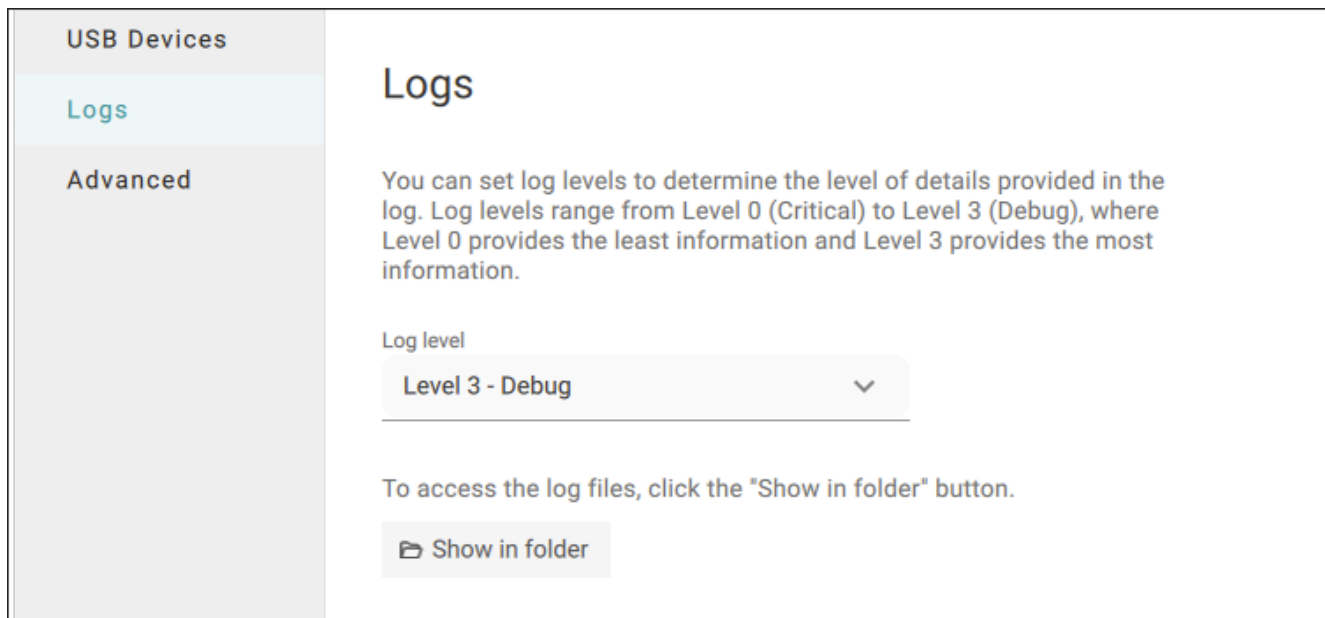 USB Devices
Logs
Advanced
Logs
You can set log levels to determine the level of details provided in the
log. Log levels range from Level 0 (Critical) to Level 3 (Debug), where
Level 0 provides the least information and Level 3 provides the most
information.
Log level
Level 3 - Debug
To access the log files, click the "Show in folder" button.
Show in folder